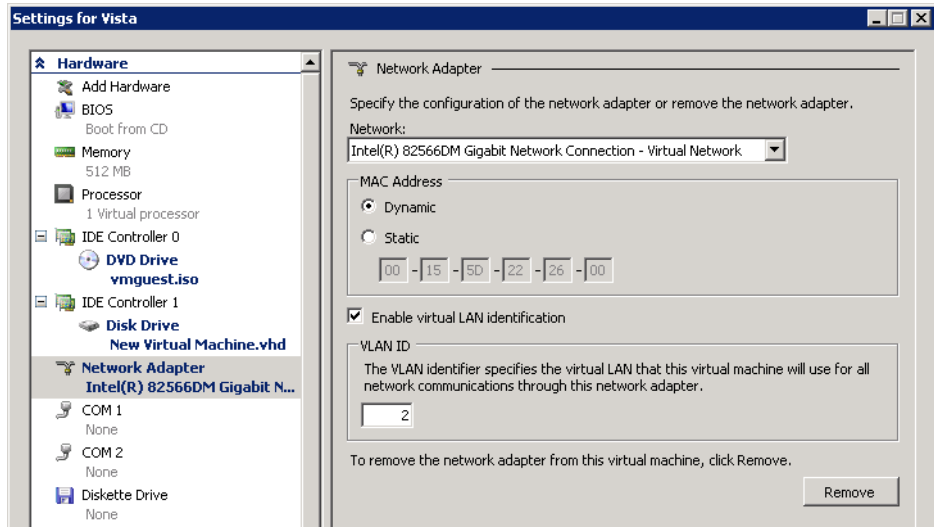 Settings for Vista
Hardware
Add Hardware
BIOS
Boot from CD
Memory
512 MB
Processor
1 Virtual processor
IDE Controller 0
DVD Drive
vmguest.iso
IDE Controller 1
Disk Drive
New Virtual Machine.vhd
Network Adapter
Intel(R) 82566DM Gigabit N...
COM 1
None
COM 2
None
Diskette Drive
None
Network Adapter
Specify the configuration of the network adapter or remove the network adapter.
Network:
Intel(R) 82566DM Gigabit Network Connection - Virtual Network
MAC Address
Dynamic
Static
00 - 15 - 5D - 22 - 26 - 00
Enable virtual LAN identification
VLAN ID
The VLAN identifier specifies the virtual LAN that this virtual machine will use for all
network communications through this network adapter.
2
To remove the network adapter from this virtual machine, click Remove.
Remove